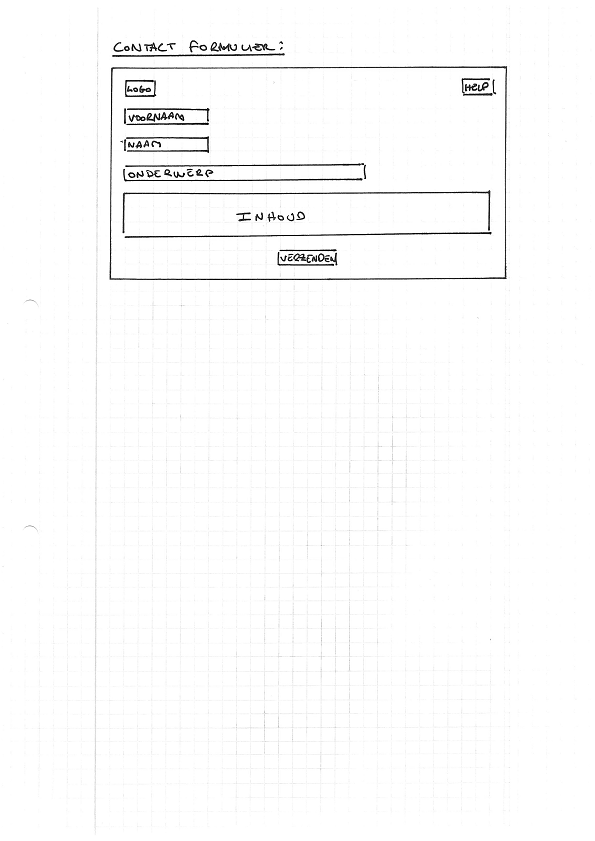 CONTACT FORMULIER:
LOGO
HELP
VOORNAAM
NAAM
ONDERWERP
INHOUD
VERZENDEN